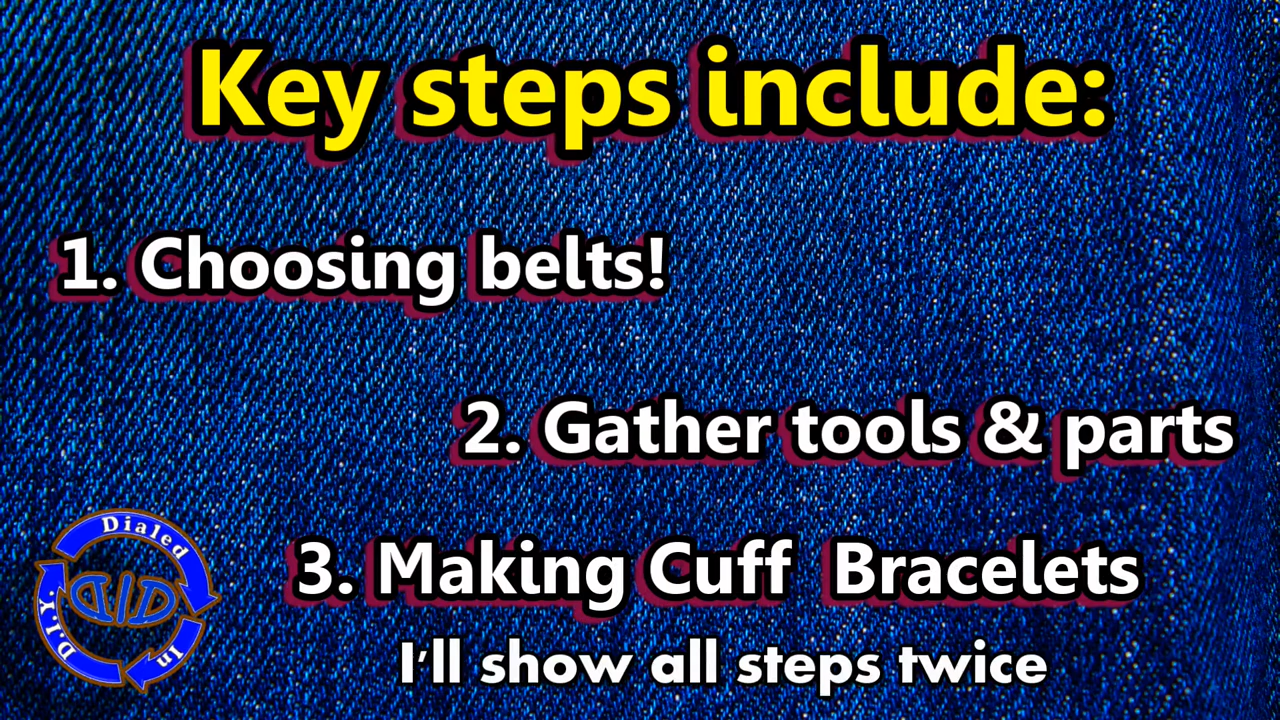 Key steps include:
1. Choosing belts!
2. Gather tools & parts
3. Making Cuff Bracelets
I'll show all steps twice
Dialed
In
D.I.Y.